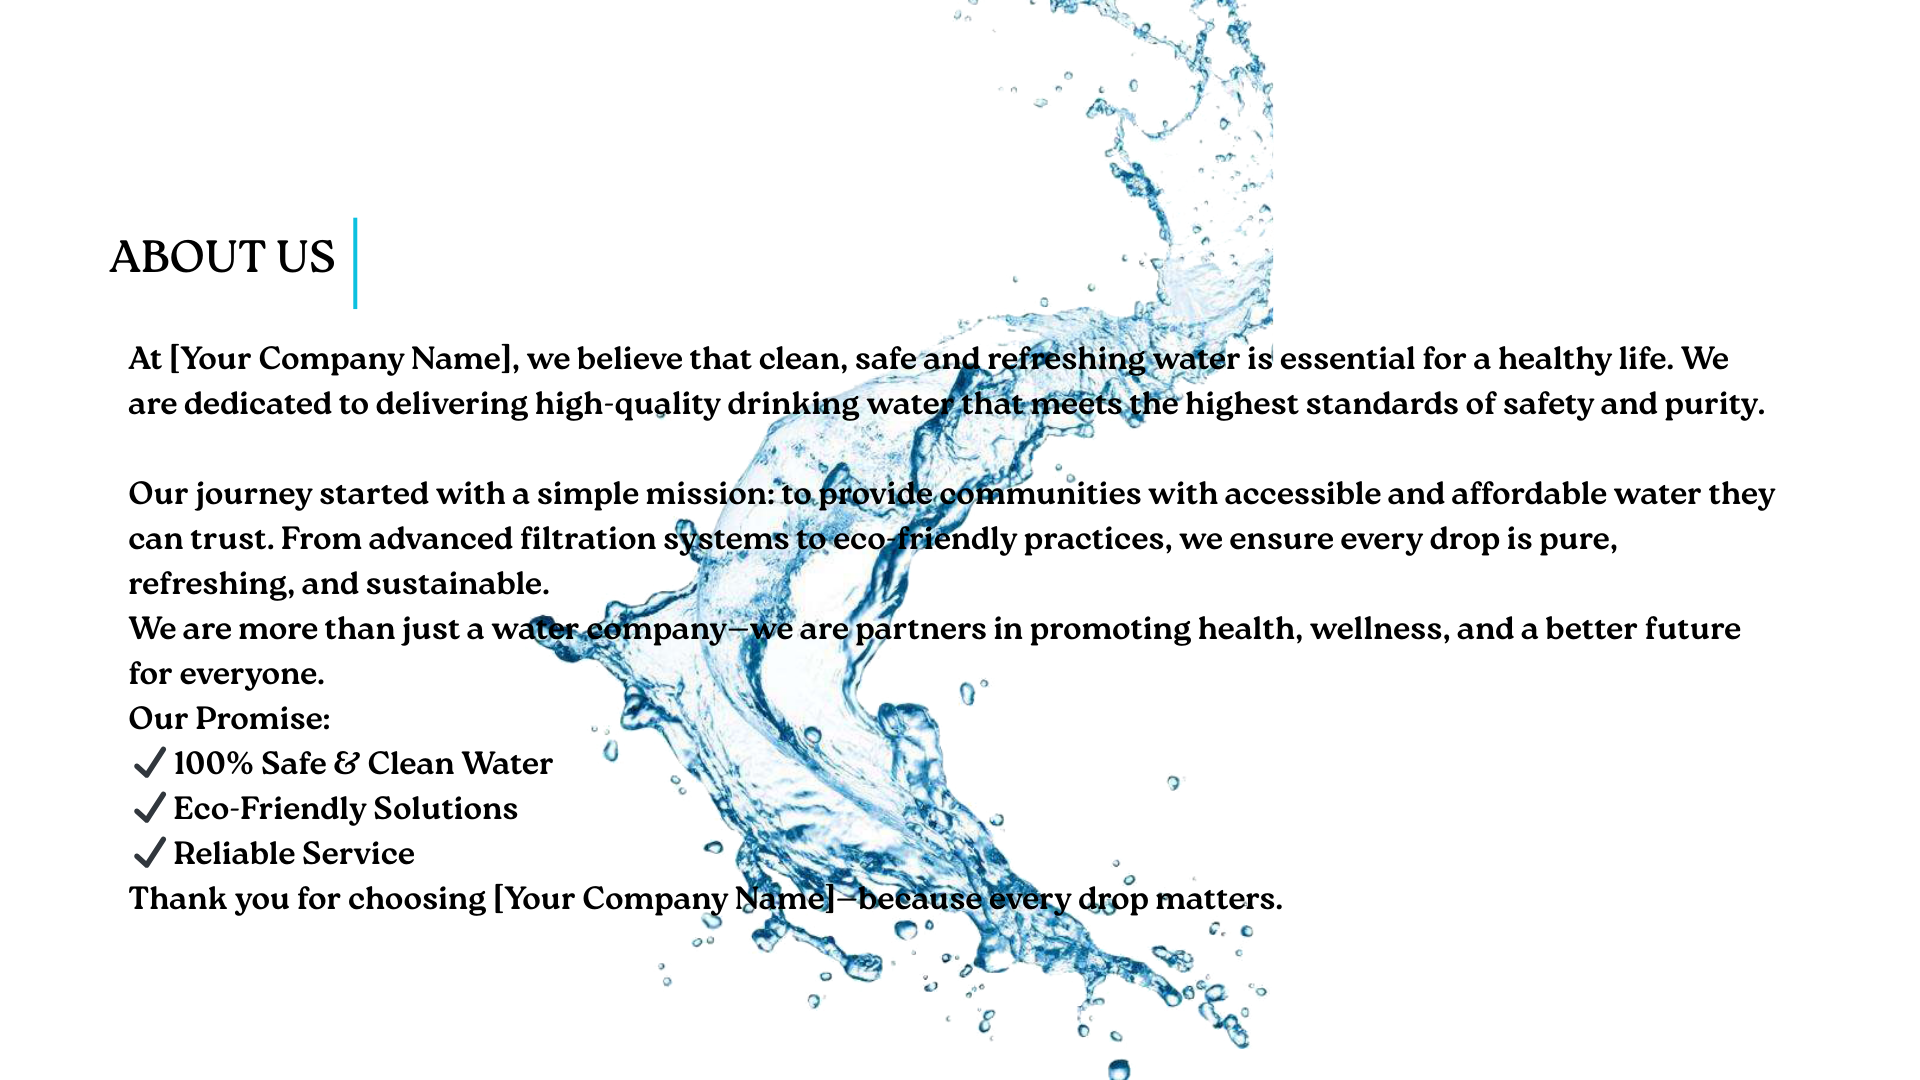 ABOUT US
At [Your Company Name], we believe that clean, safe and refreshing water is essential for a healthy life. We
are dedicated to delivering high-quality drinking water that meets the highest standards of safety and purity.
Our journey started with a simple mission: to provide communities with accessible and affordable water they
can trust. From advanced filtration systems to eco-friendly practices, we ensure every drop is pure,
refreshing, and sustainable.
We are more than just a water company—we are partners in promoting health, wellness, and a better future
for everyone.
Our Promise:
✓ 100% Safe & Clean Water
✓ Eco-Friendly Solutions
✓ Reliable Service
Thank you for choosing [Your Company Name]—because every drop matters.